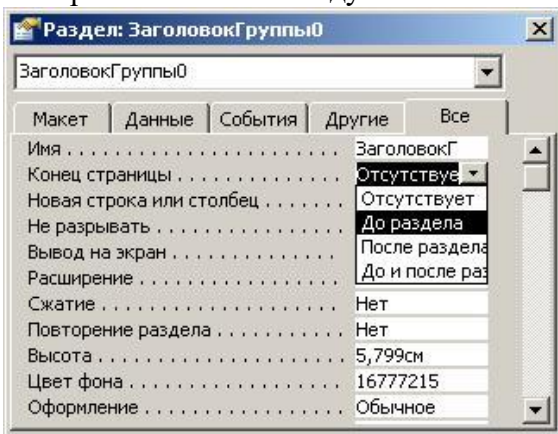 Раздел: ЗаголовокГруппы0
ЗаголовокГруппы0
Макет Данные События Другие Все
Имя . . . . . . . . . . . . . . . . . . . . . . . . ЗаголовокГ
Конец страницы . . . . . . . . . . . . . Отсутствуе
Новая строка или столбец . . . . . . . Отсутствует
Не разрывать . . . . . . . . . . . . . . . До раздела
Вывод на экран . . . . . . . . . . . . . . После раздела
Расширение . . . . . . . . . . . . . . . . До и после раз
Сжатие . . . . . . . . . . . . . . . . . . . . Нет
Повторение раздела . . . . . . . . . . Нет
Высота . . . . . . . . . . . . . . . . . . . . 5,799см
Цвет фона . . . . . . . . . . . . . . . . . 16777215
Оформление . . . . . . . . . . . . . . . . Обычное